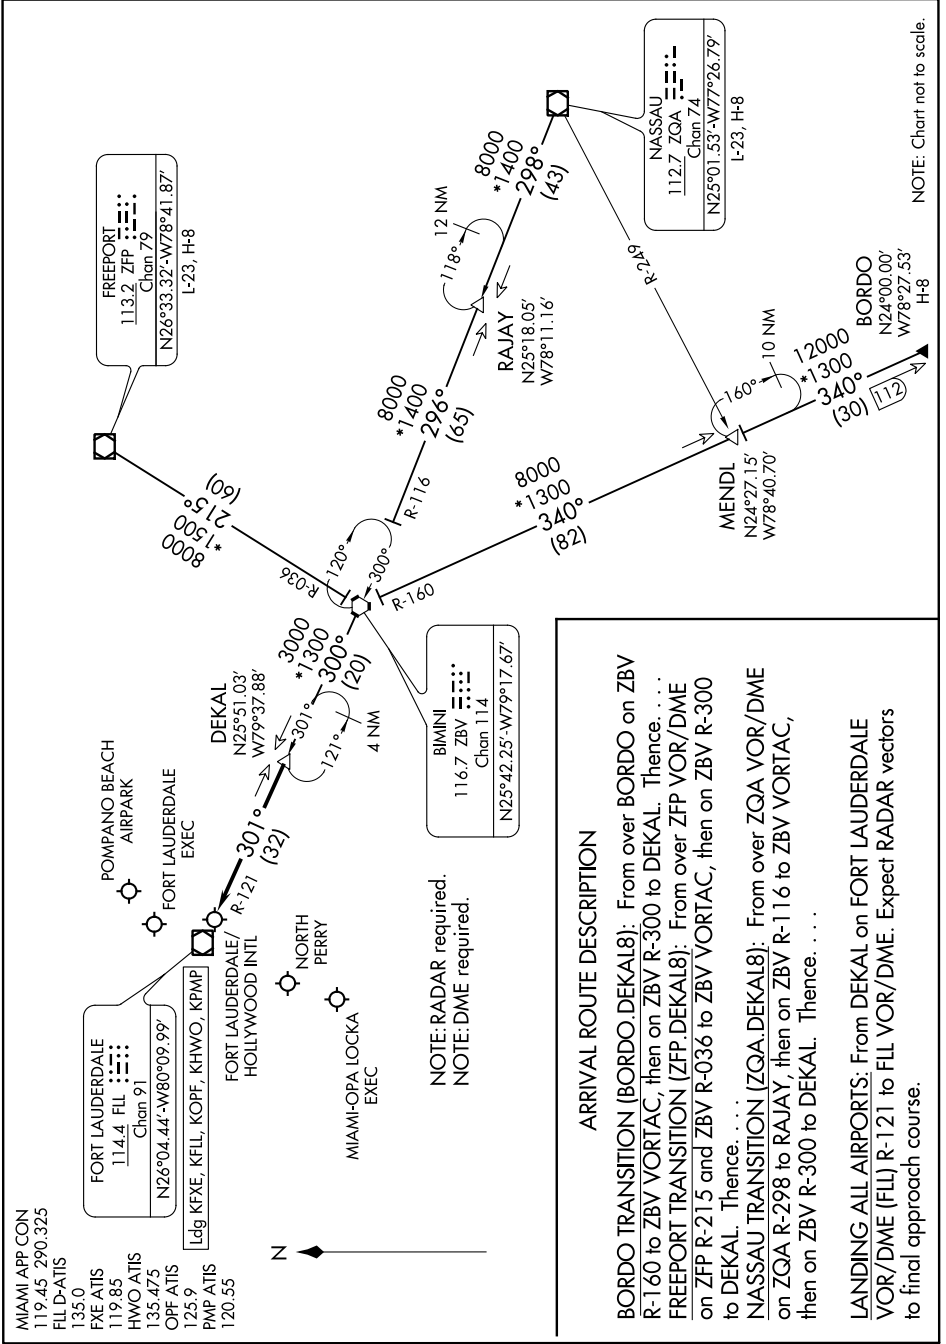 MIAMI APP CON
119.45 290.325
FLL D-ATIS
135.0
FXE ATIS
119.85
HWO ATIS
135.475
OPF ATIS
125.9
PMP ATIS
120.55
FORT LAUDERDALE
114.4 FLL
Chan 91
N26°04.44'-W80°09.99'
Ldg KFXE, KFLL, KOPF, KHWO, KPMP
POMPANO BEACH
AIRPARK
FORT LAUDERDALE
EXEC
FORT LAUDERDALE/
HOLLYWOOD INTL
NORTH
PERRY
MIAMI-OPA LOCKA
EXEC
R-121
301°
(32)
DEKAL
N25°51.03'
W79°37.88'
301°
121°
4 NM
3000
*1300
300°
(20)
BIMINI
116.7 ZBV
Chan 114
N25°42.25'-W79°17.67'
FREEPORT
113.2 ZFP
Chan 79
N26°33.32'-W78°41.87'
L-23, H-8
8000
*1500
215°
(60)
R-036
120°
300°
R-116
R-160
8000
*1400
296°
(65)
RAJAY
N25°18.05'
W78°11.16'
118°
12 NM
8000
*1400
298°
(43)
NASSAU
112.7 ZQA
Chan 74
N25°01.53'-W77°26.79'
L-23, H-8
R-249
8000
*1300
340°
(82)
MENDL
N24°27.15'
W78°40.70'
160°
10 NM
12000
*1300
340°
(30)
112
BORDO
N24°00.00'
W78°27.53'
H-8
NOTE: RADAR required.
NOTE: DME required.
N
NOTE: Chart not to scale.
ARRIVAL ROUTE DESCRIPTION
BORDO TRANSITION (BORDO.DEKAL8): From over BORDO on ZBV
R-160 to ZBV VORTAC, then on ZBV R-300 to DEKAL. Thence. . . .
FREEPORT TRANSITION (ZFP.DEKAL8): From over ZFP VOR/DME
on ZFP R-215 and ZBV R-036 to ZBV VORTAC, then on ZBV R-300
to DEKAL. Thence. . . .
NASSAU TRANSITION (ZQA.DEKAL8): From over ZQA VOR/DME
on ZQA R-298 to RAJAY, then on ZBV R-116 to ZBV VORTAC,
then on ZBV R-300 to DEKAL. Thence. . . .
LANDING ALL AIRPORTS: From DEKAL on FORT LAUDERDALE
VOR/DME (FLL) R-121 to FLL VOR/DME. Expect RADAR vectors
to final approach course.